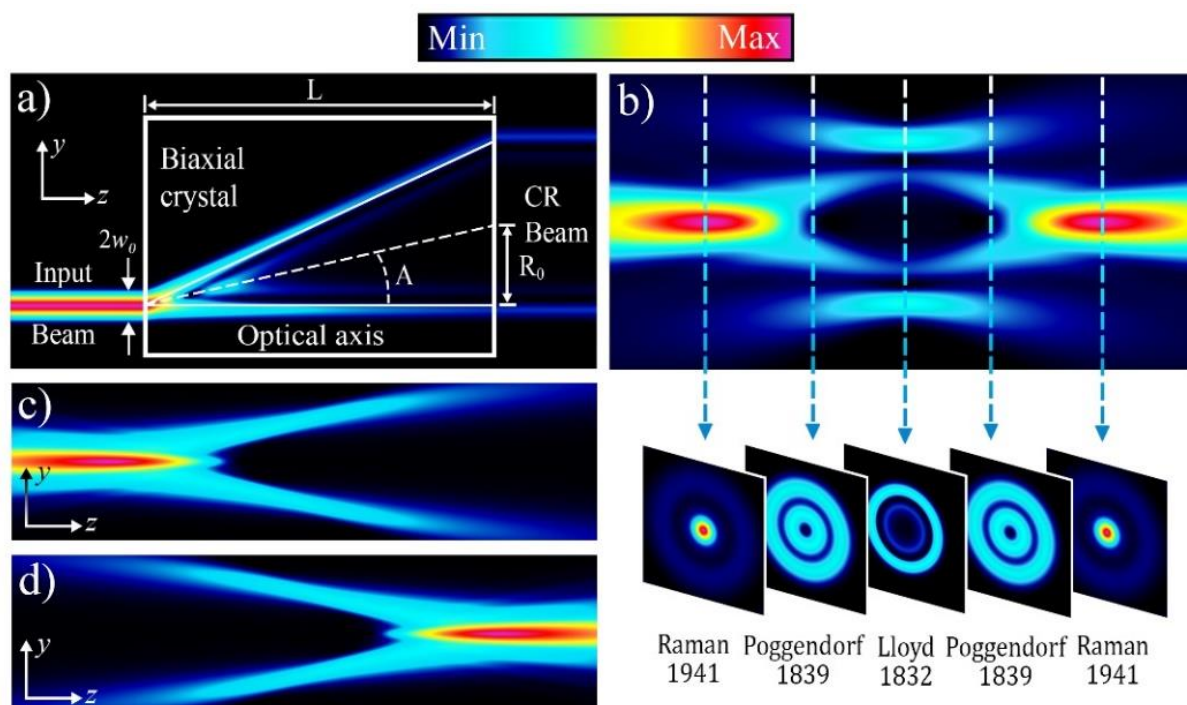 Min Max
a)
L
y
z
Biaxial
crystal
2w₀
Input
Beam
CR
Beam
R₀
A
Optical axis
b)
c)
y
z
d)
y
z
Raman Poggendorf Lloyd Poggendorf Raman
1941 1839 1832 1839 1941